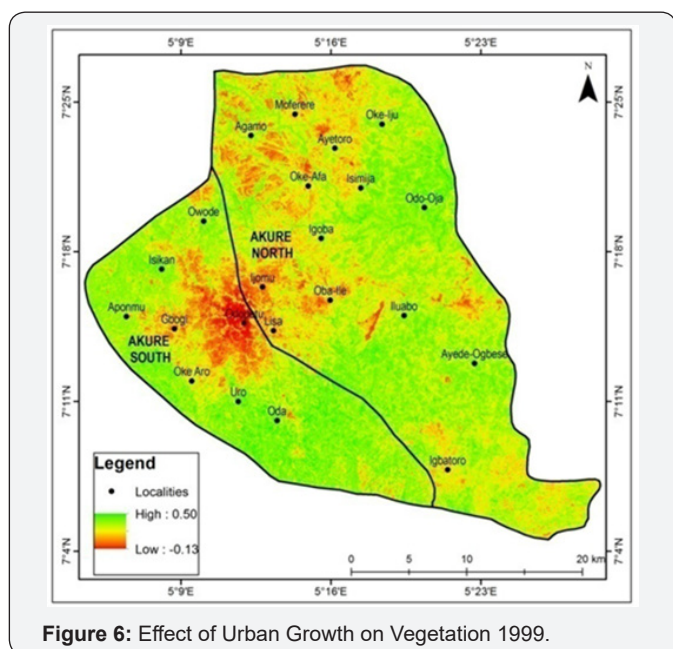 5°9'E 5°16'E 5°23'E
N
7°25'N 7°25'N
Moferere
Oke-Iju
Agamo
Ayetoro
Oke-Afa
Isimija
Odo-Oja
Owode
7°18'N 7°18'N
AKURE
NORTH
Igoba
Isikan
Ijomu
Oba-Ile
Aponmu
Iluabo
Gbogi
Lisa
AKURE
SOUTH
Ayede-Ogbese
Oke Aro
7°11'N 7°11'N
Uro
Oda
Igbatoro
Legend
Localities
High : 0.50
Low : -0.13
7°4'N 7°4'N
0 5 10 20 km
5°9'E 5°16'E 5°23'E
Figure 6: Effect of Urban Growth on Vegetation 1999.